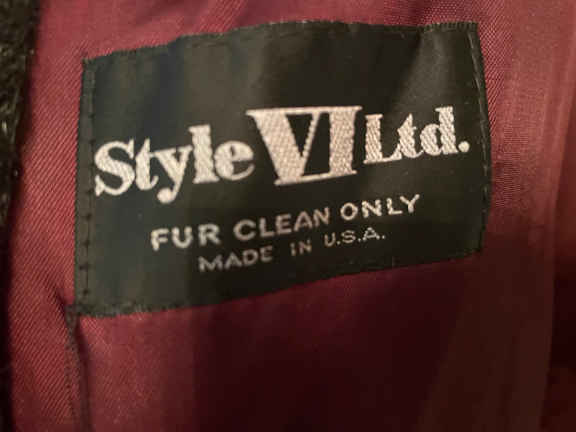 Style VI Ltd.
FUR CLEAN ONLY
MADE IN U.S.A.